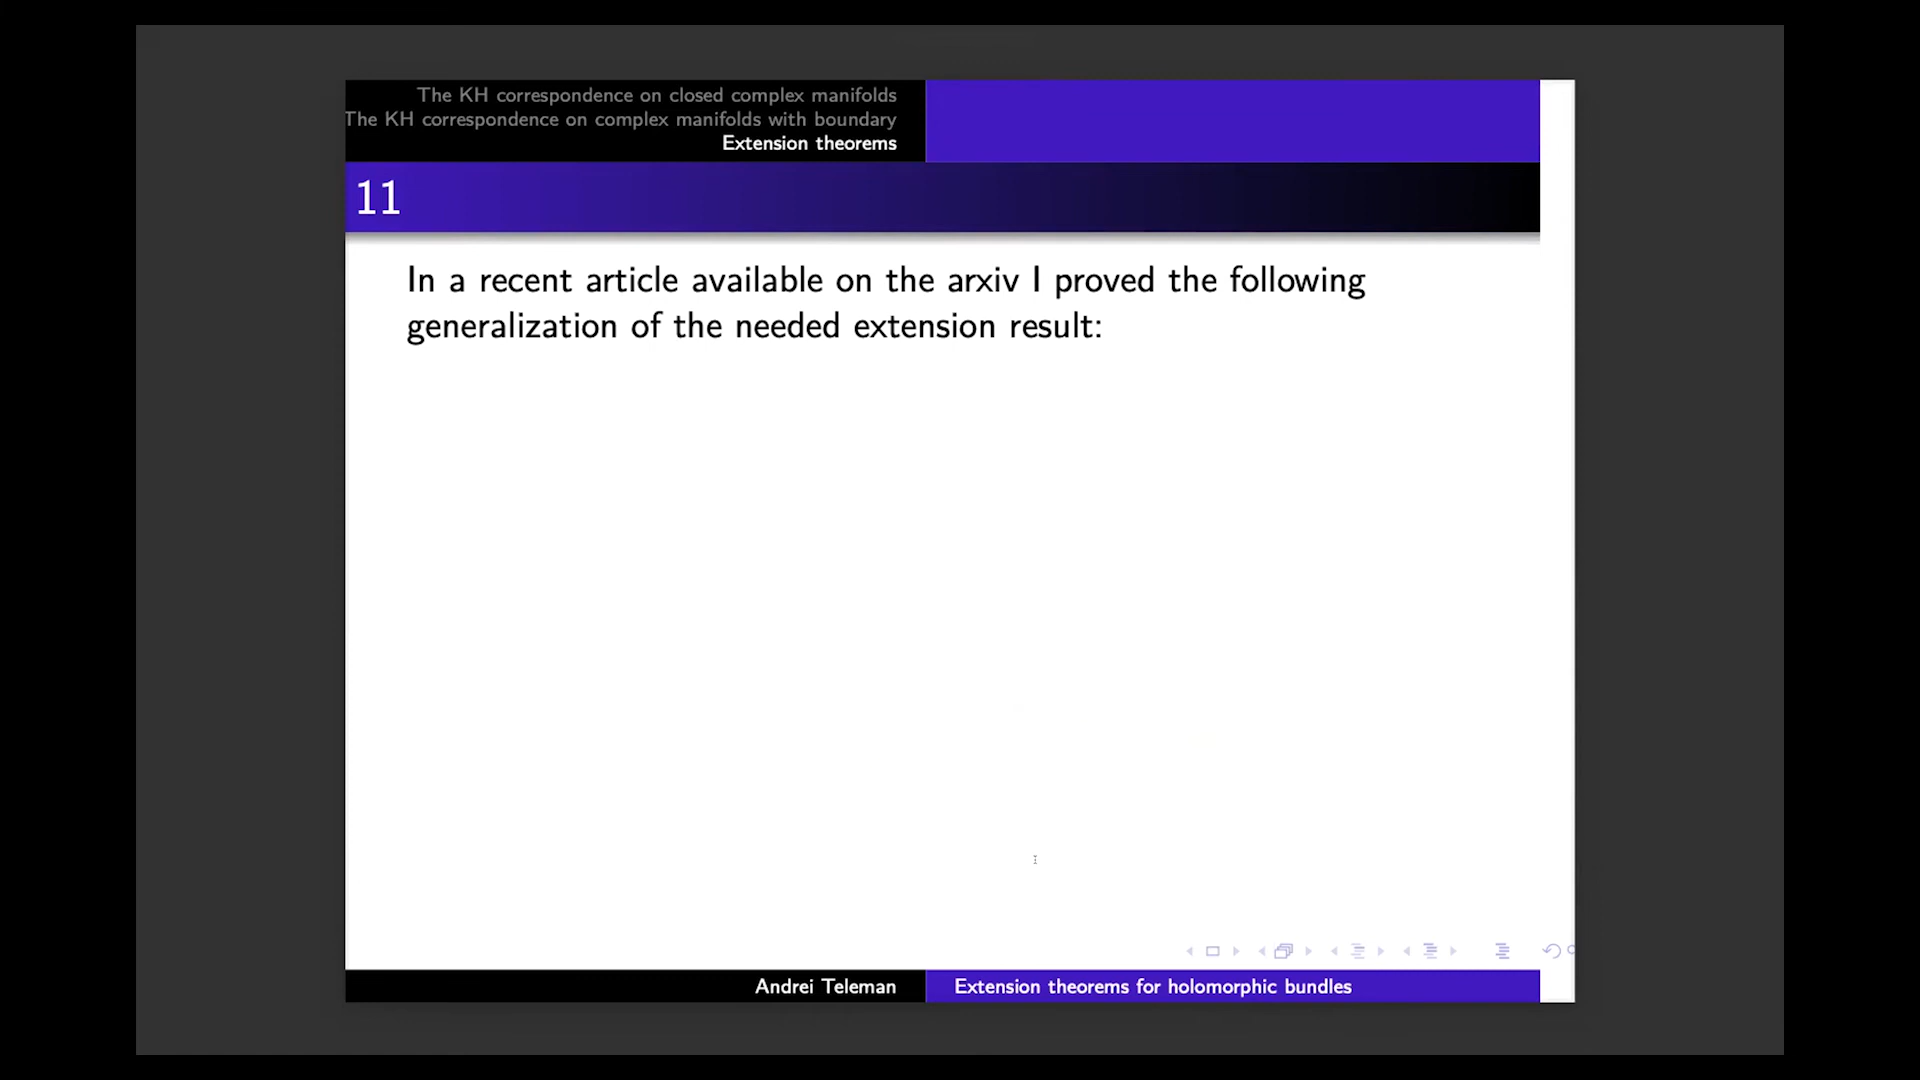 The KH correspondence on closed complex manifolds
The KH correspondence on complex manifolds with boundary
Extension theorems
11
In a recent article available on the arxiv I proved the following
generalization of the needed extension result:
Andrei Teleman
Extension theorems for holomorphic bundles